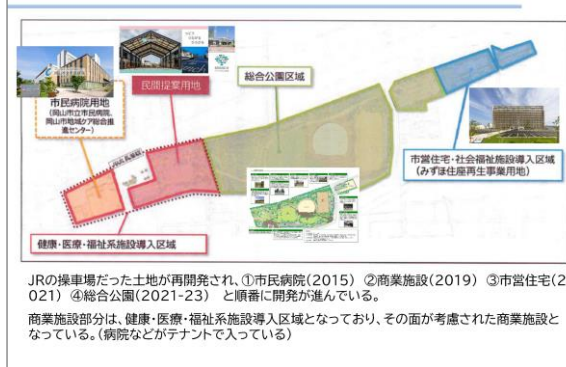 市民病院用地
(岡山市立市民病院、
岡山市地域ケア総合推
進センター)
民間提案用地
総合公園区域
市営住宅・社会福祉施設導入区域
(みずほ住座再生事業用地)
健康・医療・福祉系施設導入区域
JRの操車場だった土地が再開発され、①市民病院(2015) ②商業施設(2019) ③市営住宅(2
021) ④総合公園(2021-23) と順番に開発が進んでいる。
商業施設部分は、健康・医療・福祉系施設導入区域となっており、その面が考慮された商業施設と
なっている。(病院などがテナントで入っている)